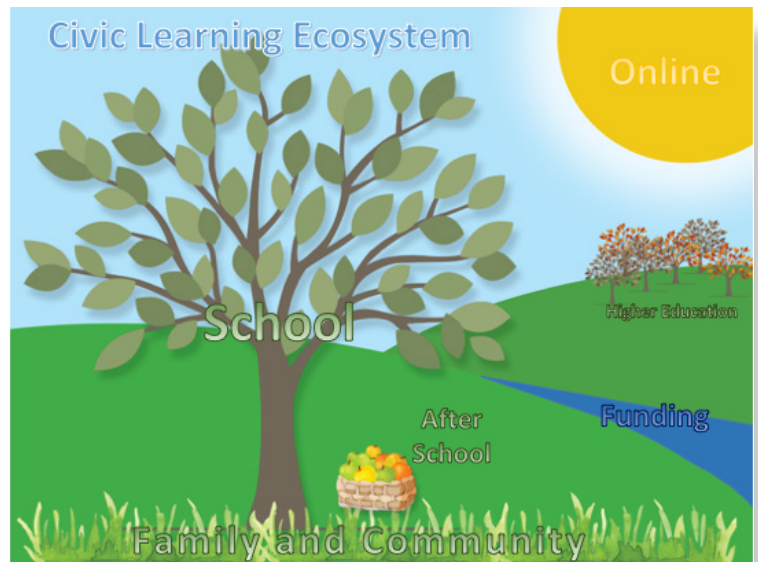 Civic Learning Ecosystem
Online
School
Higher Education
After
School
Funding
Family and Community